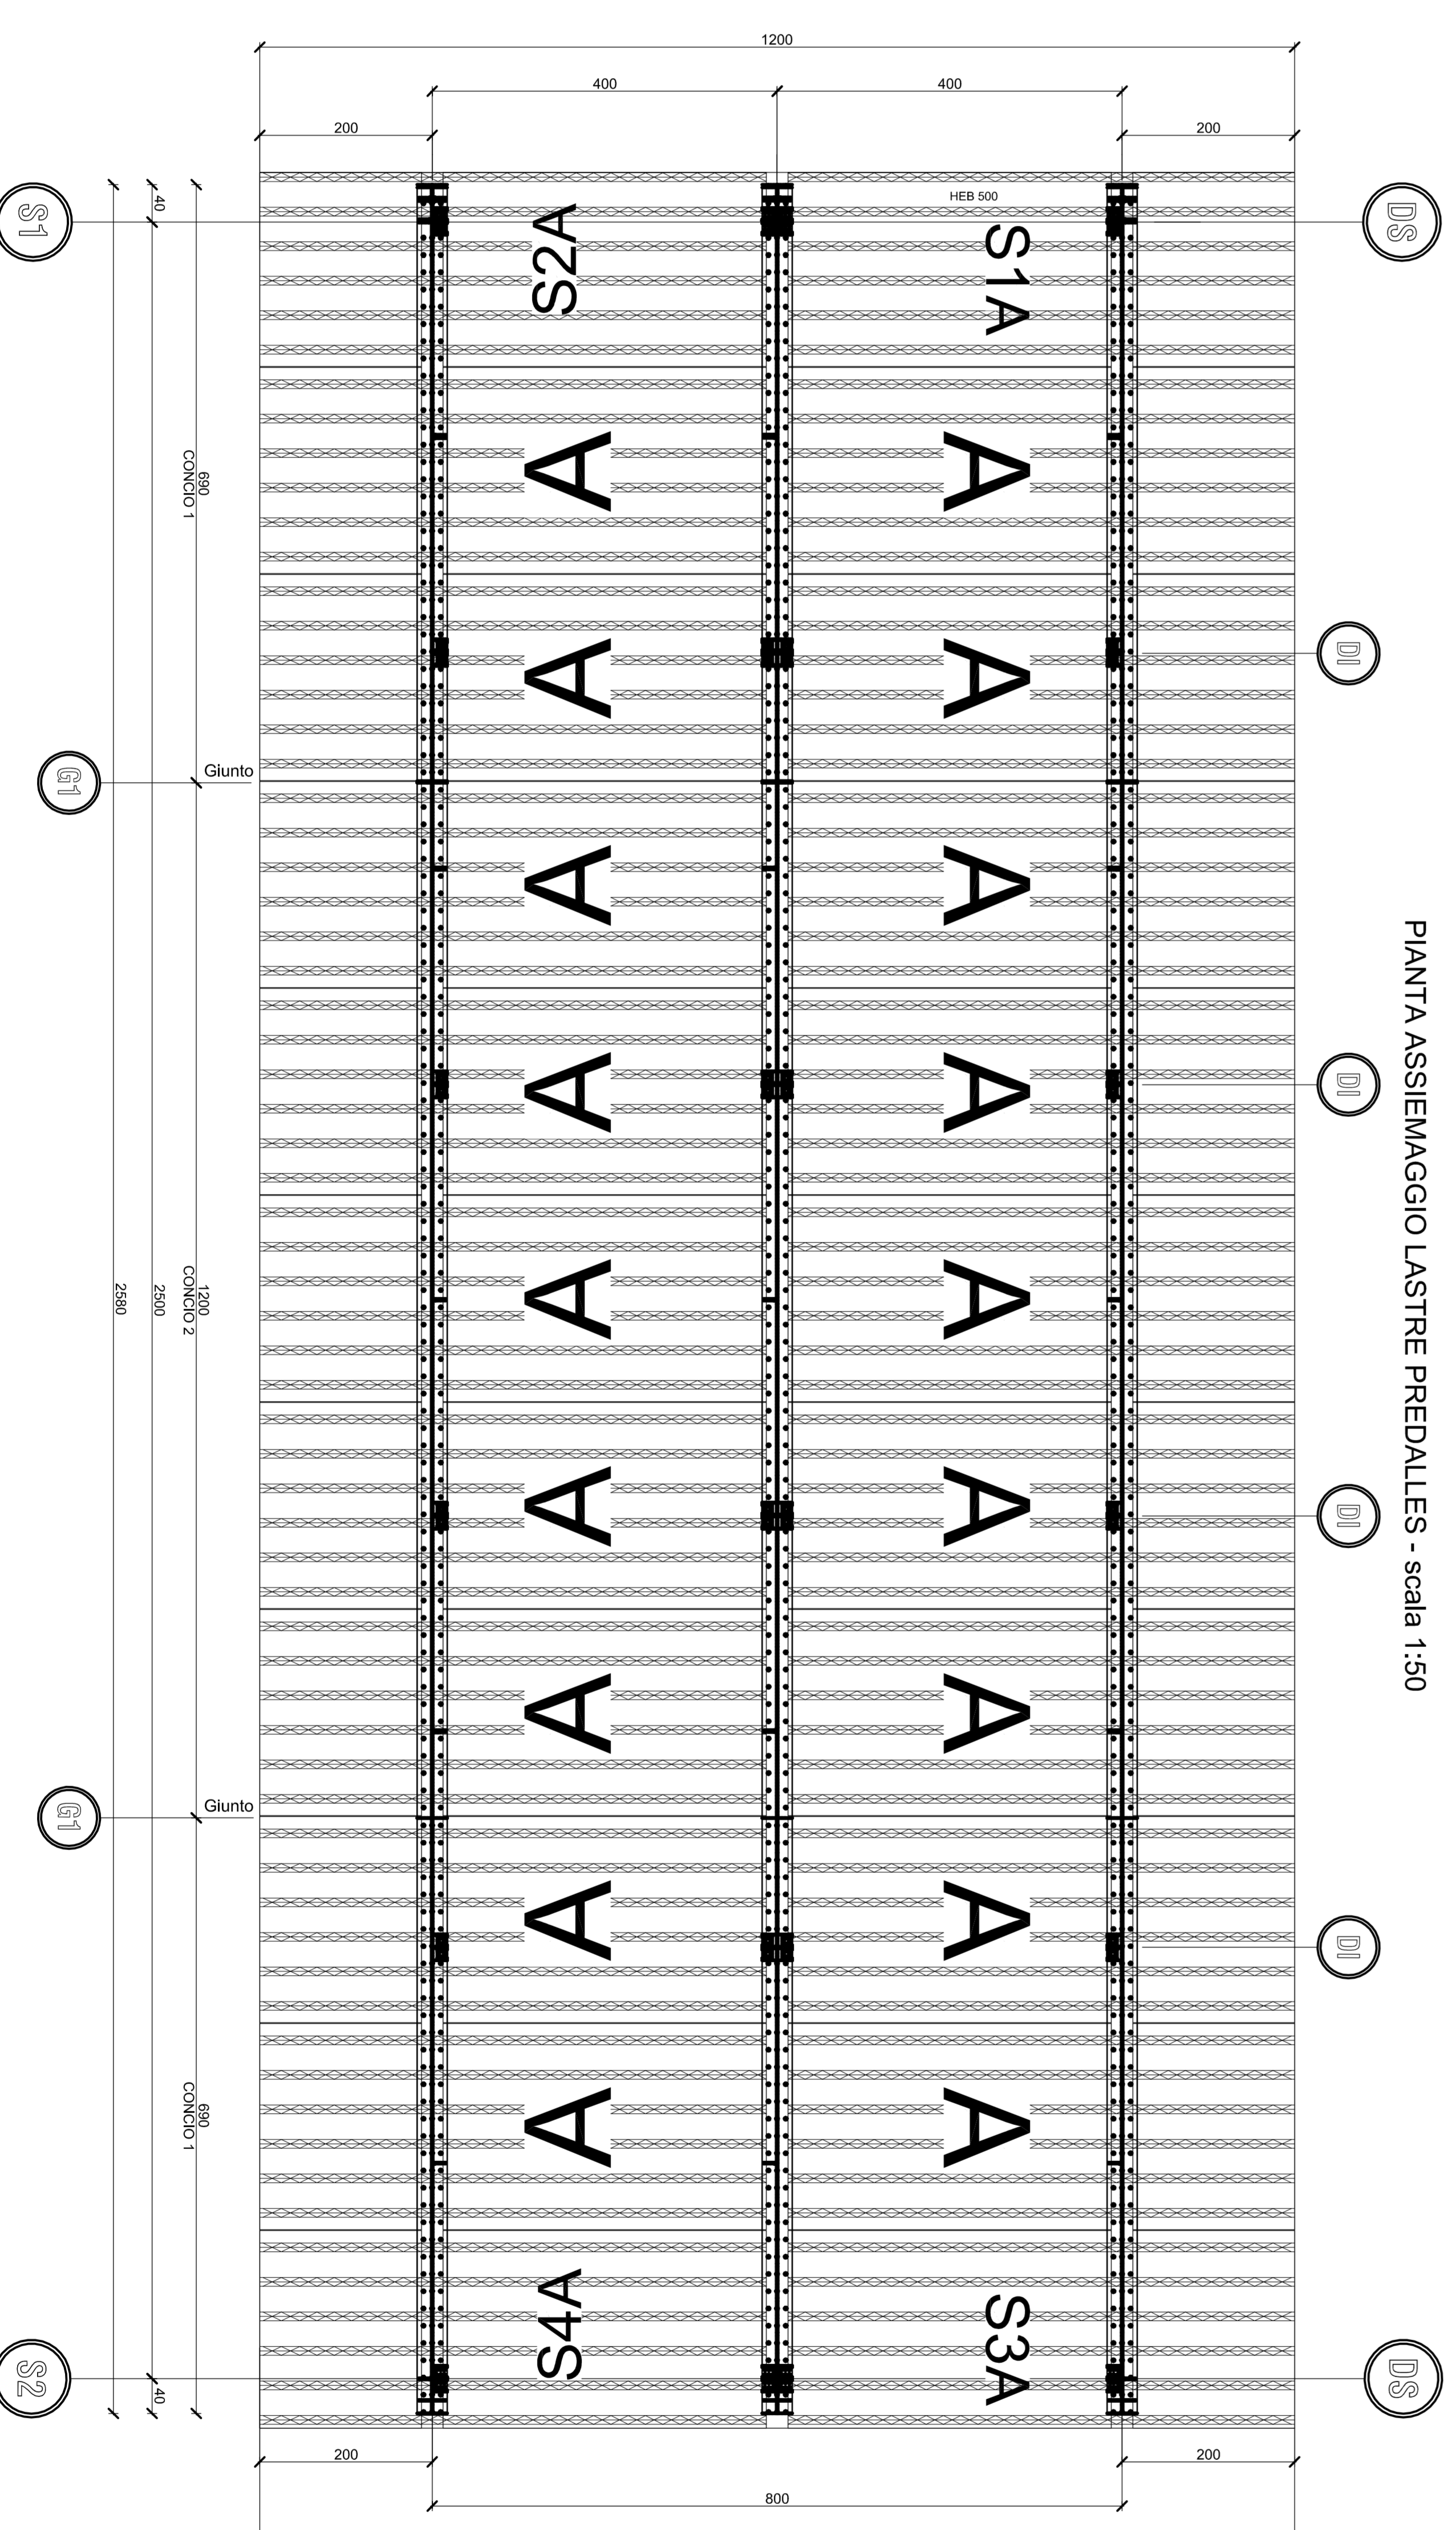 PIANTA ASSIEMAGGIO LASTRE PREDALLES - scala 1:50
1200
400
400
200
200
S1
40
HEB 500
DS
S2A
S1A
690
CONCIO 1
A
A
DI
A
A
G1
Giunto
A
A
DI
A
A
2580
2500
1200
CONCIO 2
A
A
DI
A
A
A
A
G1
Giunto
DI
A
A
690
CONCIO 1
A
A
S4A
S3A
S2
40
DS
200
200
800